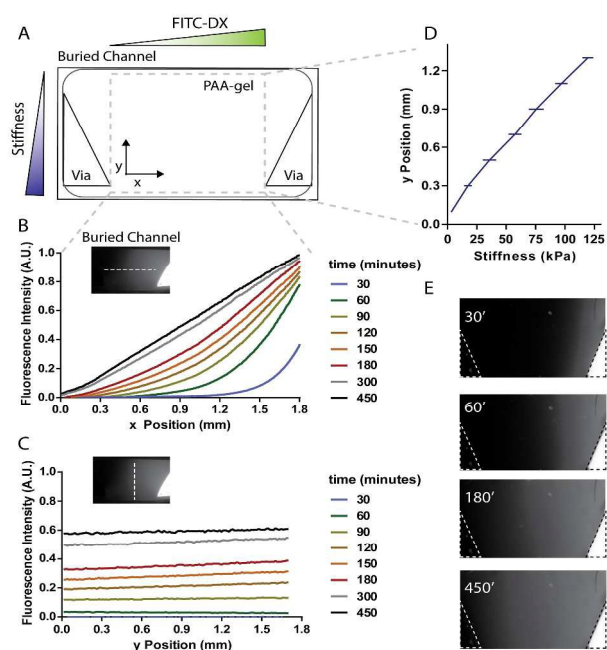 A
FITC-DX
Buried Channel
PAA-gel
Stiffness
Via
Via
y
x
B
Buried Channel
Fluorescence Intensity (A.U.)
1.0
0.8
0.6
0.4
0.2
0.0
0.0 0.3 0.6 0.9 1.2 1.5 1.8
x Position (mm)
time (minutes)
30
60
90
120
150
180
300
450
C
Fluorescence Intensity (A.U.)
1.0
0.8
0.6
0.4
0.2
0.0
0.0 0.3 0.6 0.9 1.2 1.5 1.8
y Position (mm)
time (minutes)
30
60
90
120
150
180
300
450
D
y Position (mm)
1.2
0.9
0.6
0.3
0.0
0 25 50 75 100 125
Stiffness (kPa)
E
30′
60′
180′
450′